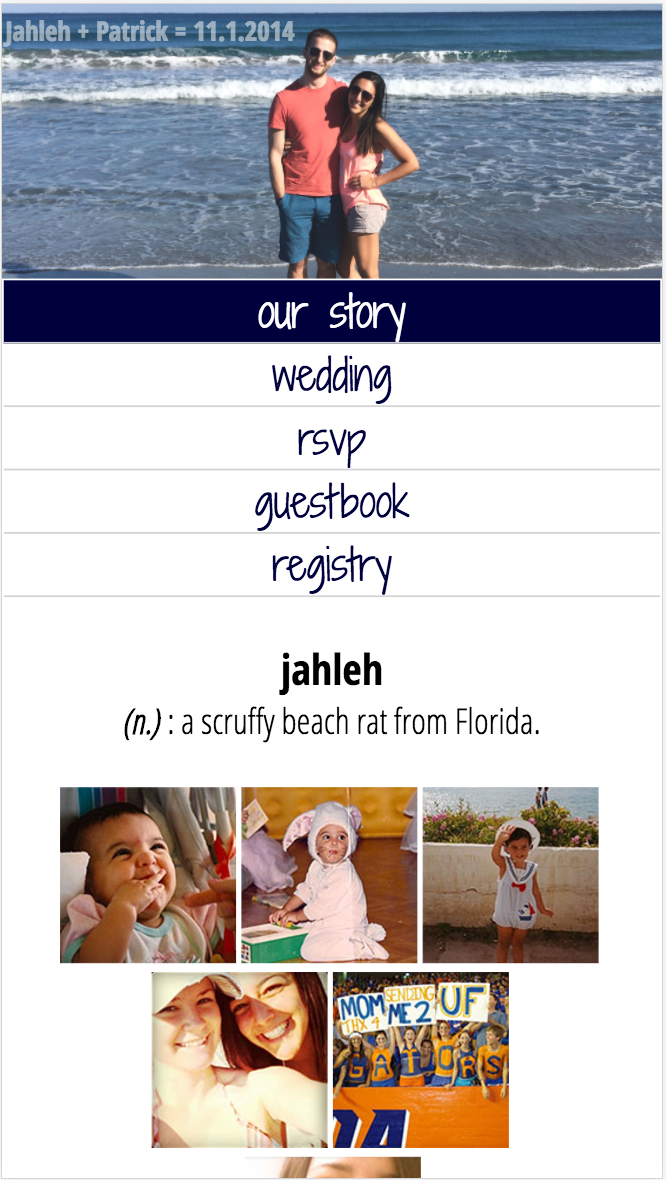 Jahleh + Patrick = 11.1.2014
our story
wedding
rsvp
guestbook
registry
jahleh
(n.) : a scruffy beach rat from Florida.
MOM SENDING UF
THX 4 ME 2
GATORS